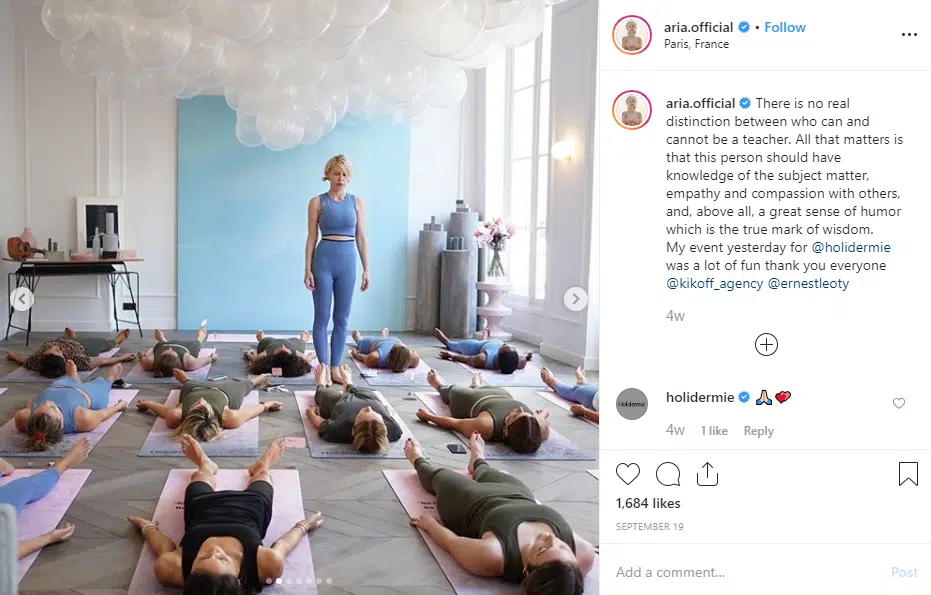 aria.official • Follow
Paris, France
aria.official There is no real
distinction between who can and
cannot be a teacher. All that matters is
that this person should have
knowledge of the subject matter,
empathy and compassion with others,
and, above all, a great sense of humor
which is the true mark of wisdom.
My event yesterday for @holidermie
was a lot of fun thank you everyone
@kikoff_agency @ernestleoty
4w
Holidermie
holidermie 🙏🏼💕
4w 1 like Reply
1,684 likes
SEPTEMBER 19
Add a comment... Post